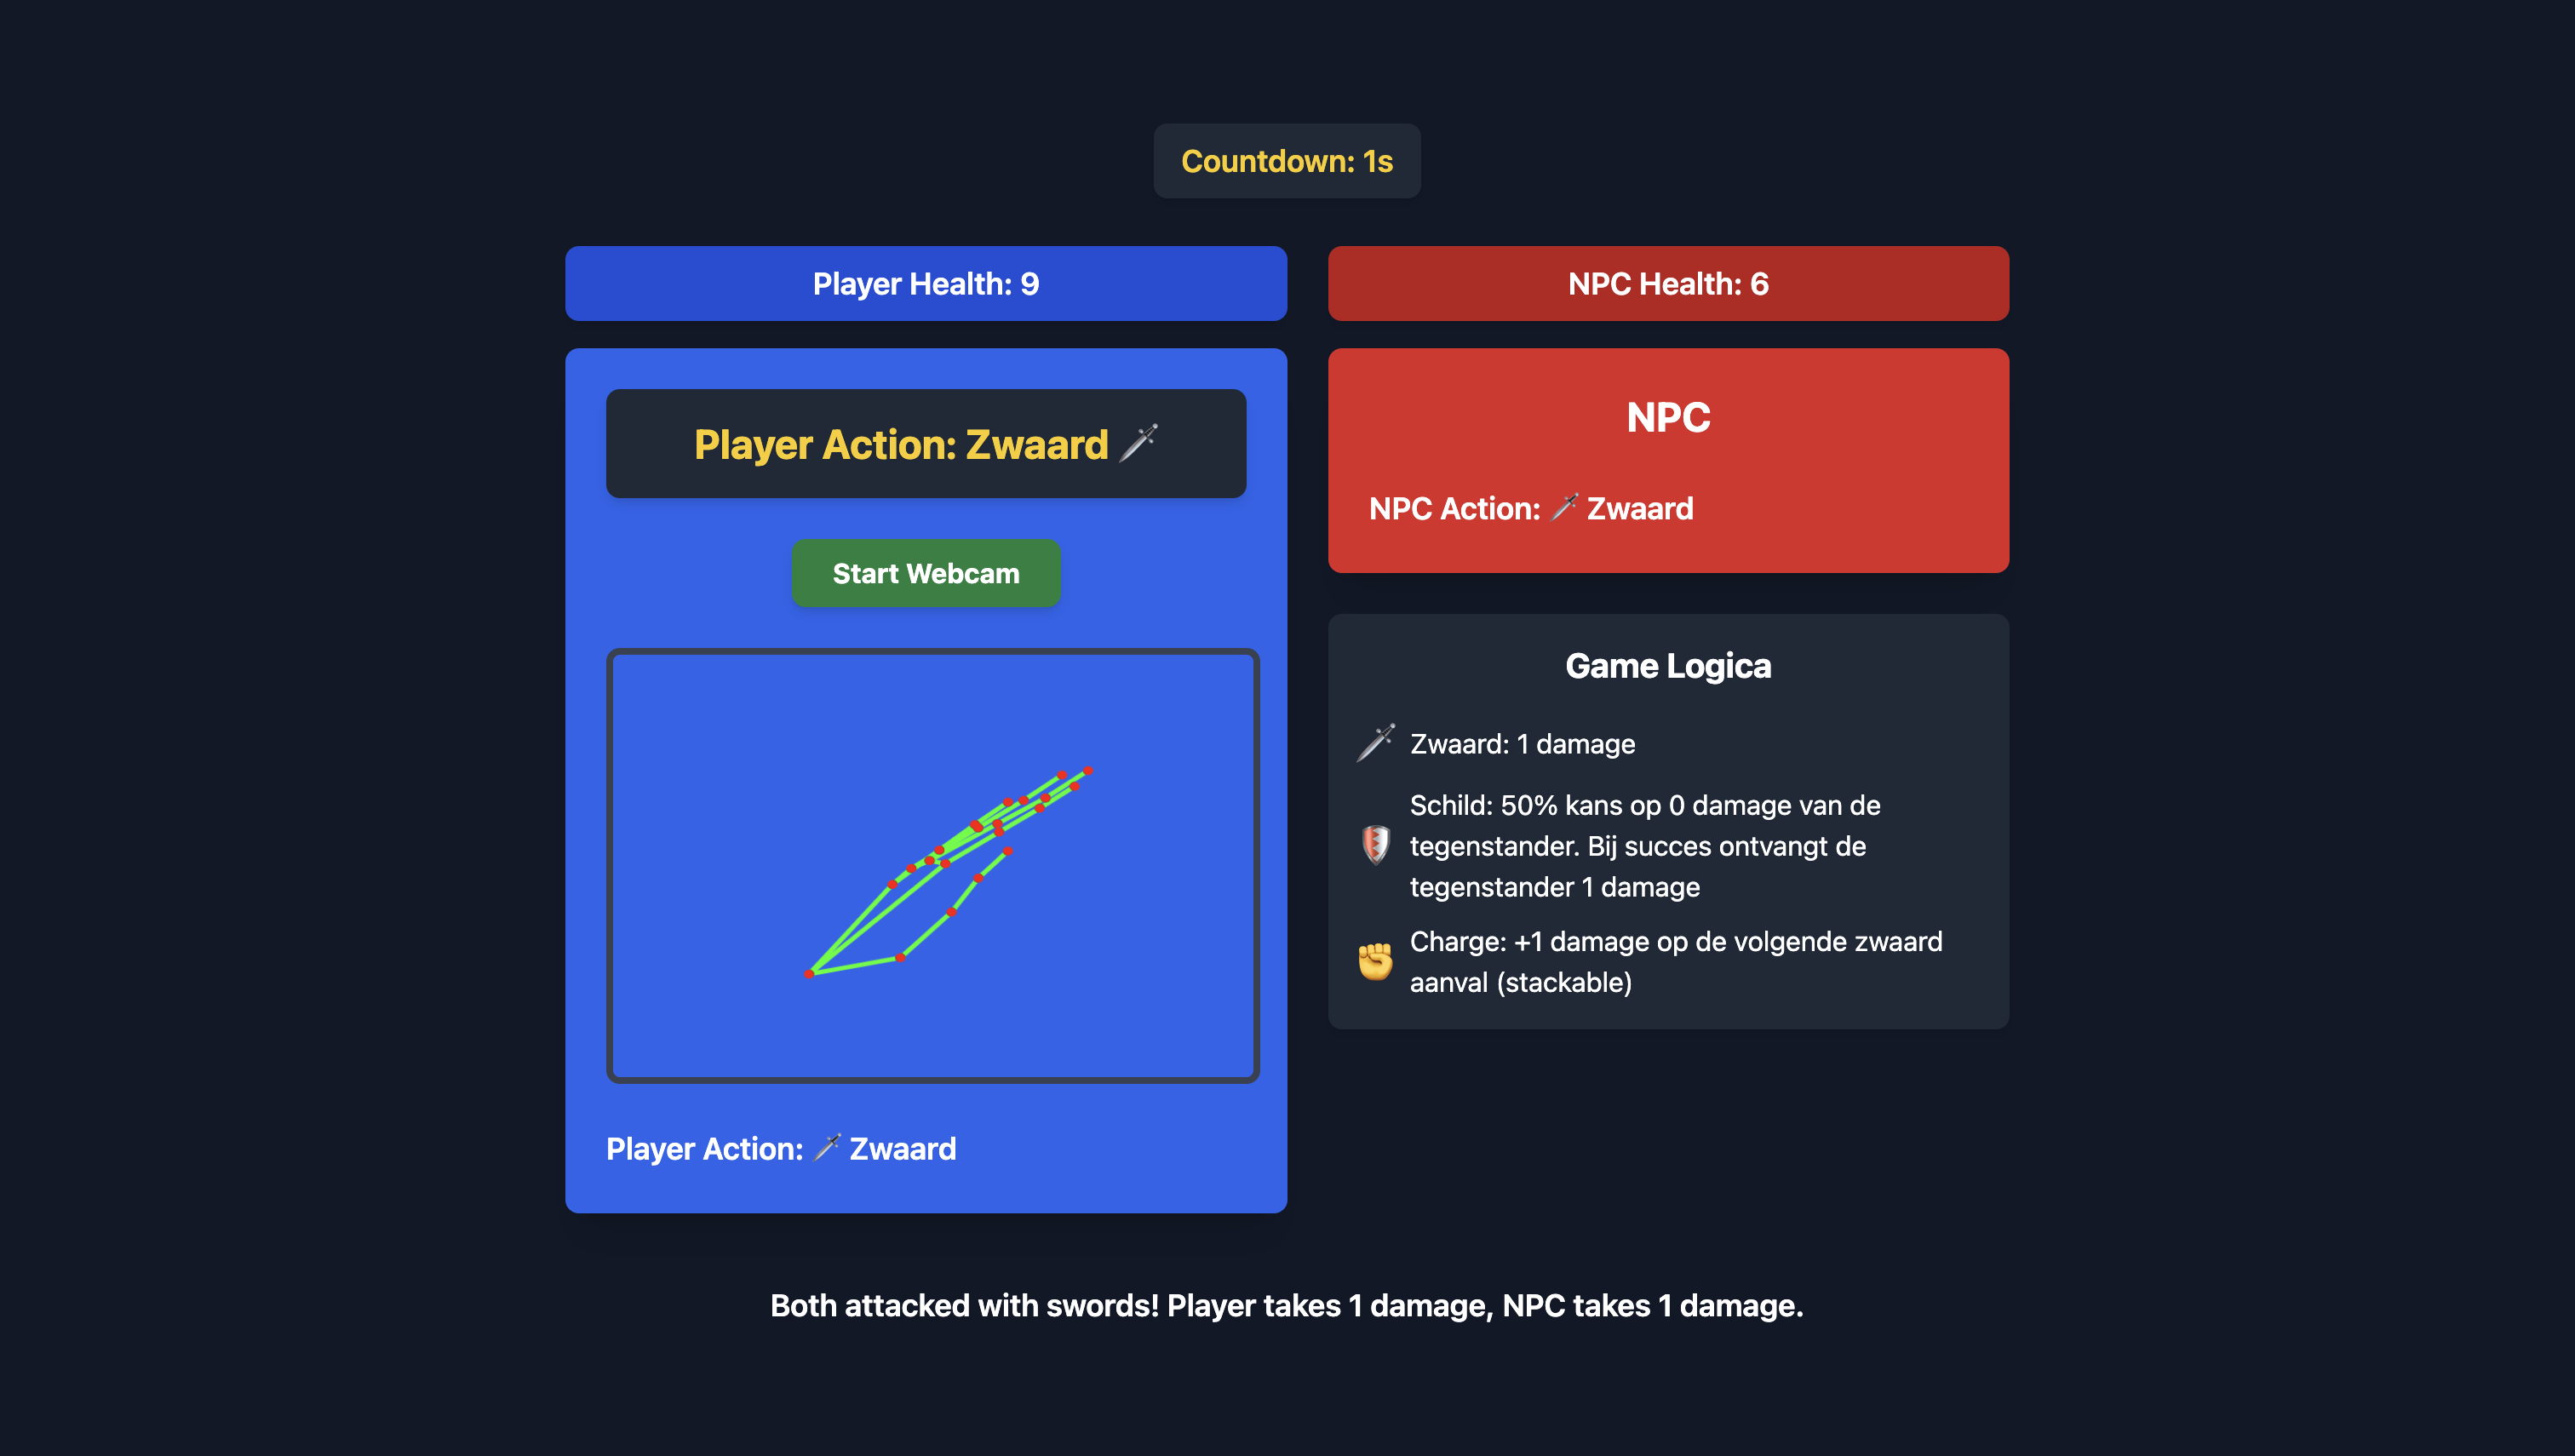 Countdown: 1s
Player Health: 9
Player Action: Zwaard 🗡️
Start Webcam
Player Action: 🗡️ Zwaard
NPC Health: 6
NPC
NPC Action: 🗡️ Zwaard
Game Logica
🗡️ Zwaard: 1 damage
Schild: 50% kans op 0 damage van de
🛡️ tegenstander. Bij succes ontvangt de
tegenstander 1 damage
✊ Charge: +1 damage op de volgende zwaard
aanval (stackable)
Both attacked with swords! Player takes 1 damage, NPC takes 1 damage.